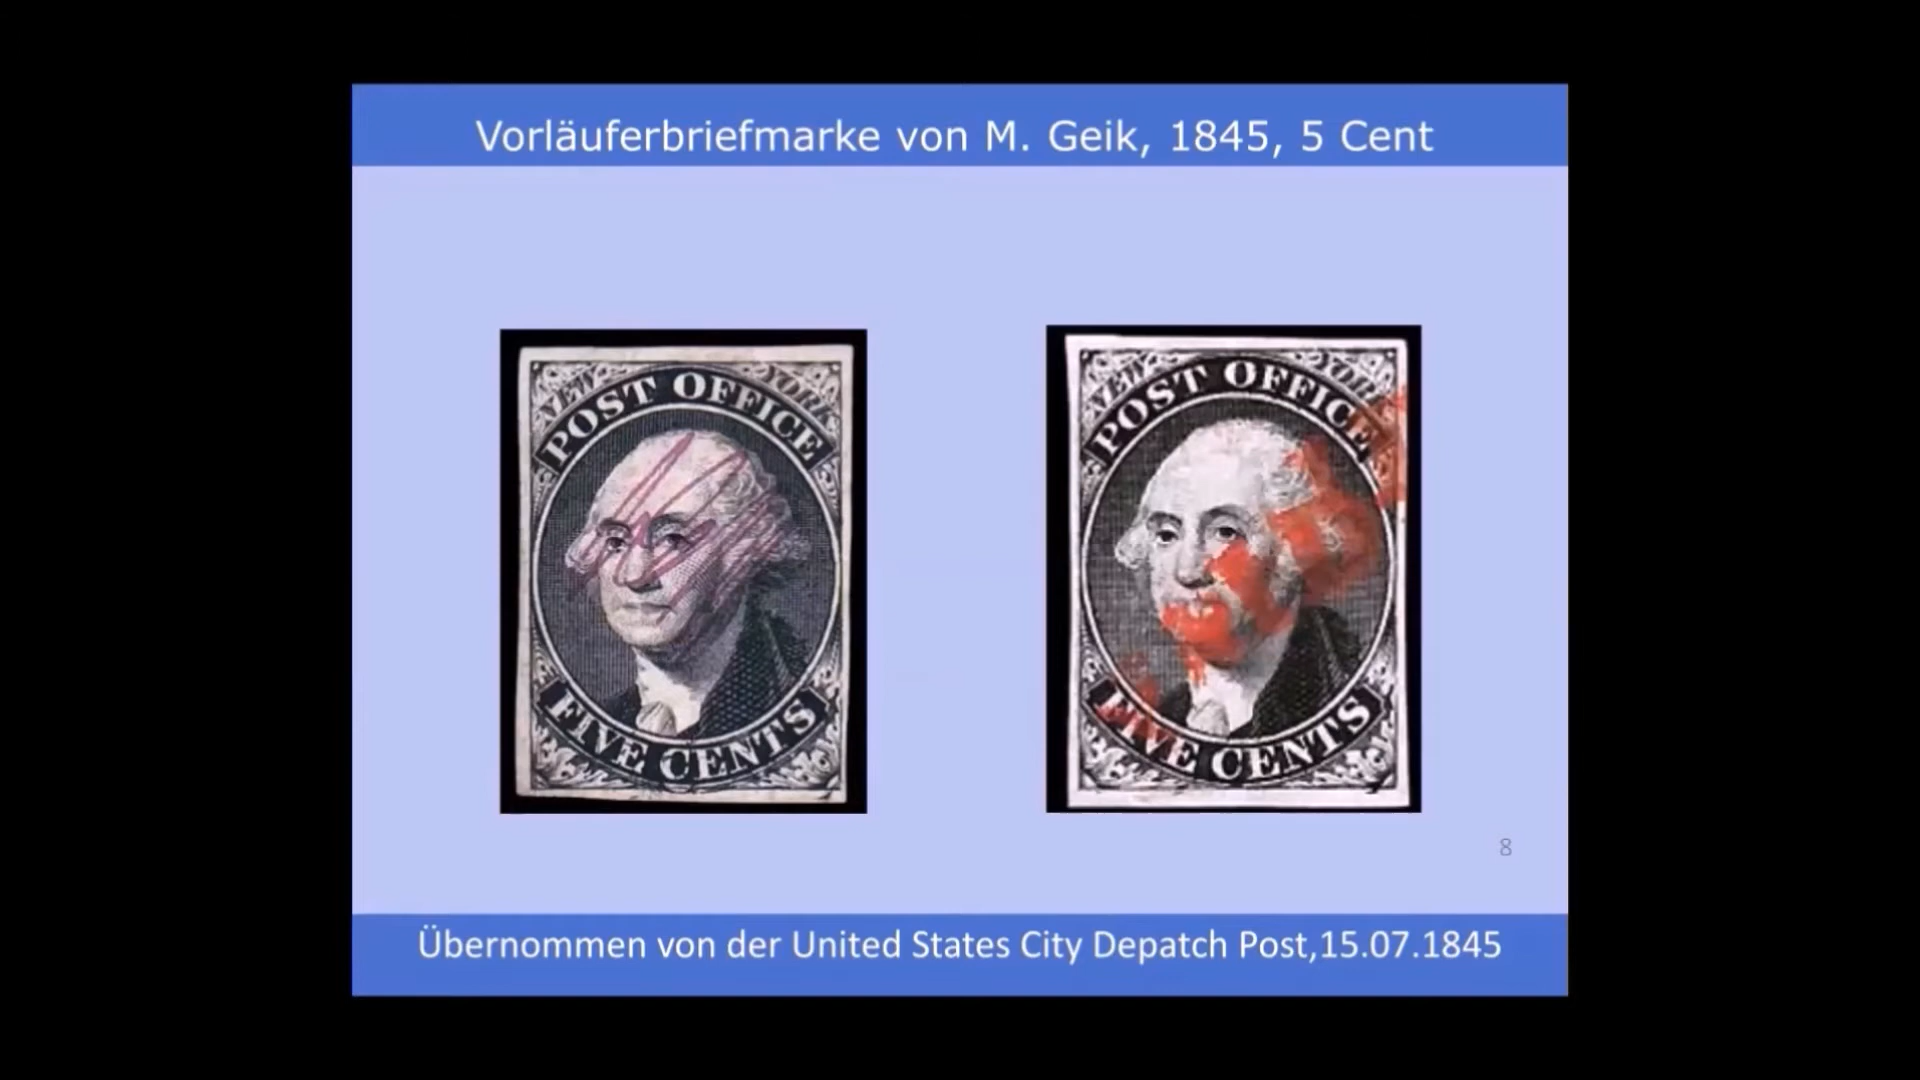 Vorläuferbriefmarke von M. Geik, 1845, 5 Cent
NEW YORK
POST OFFICE
FIVE CENTS
NEW YORK
POST OFFICE
FIVE CENTS
8
Übernommen von der United States City Depatch Post,15.07.1845